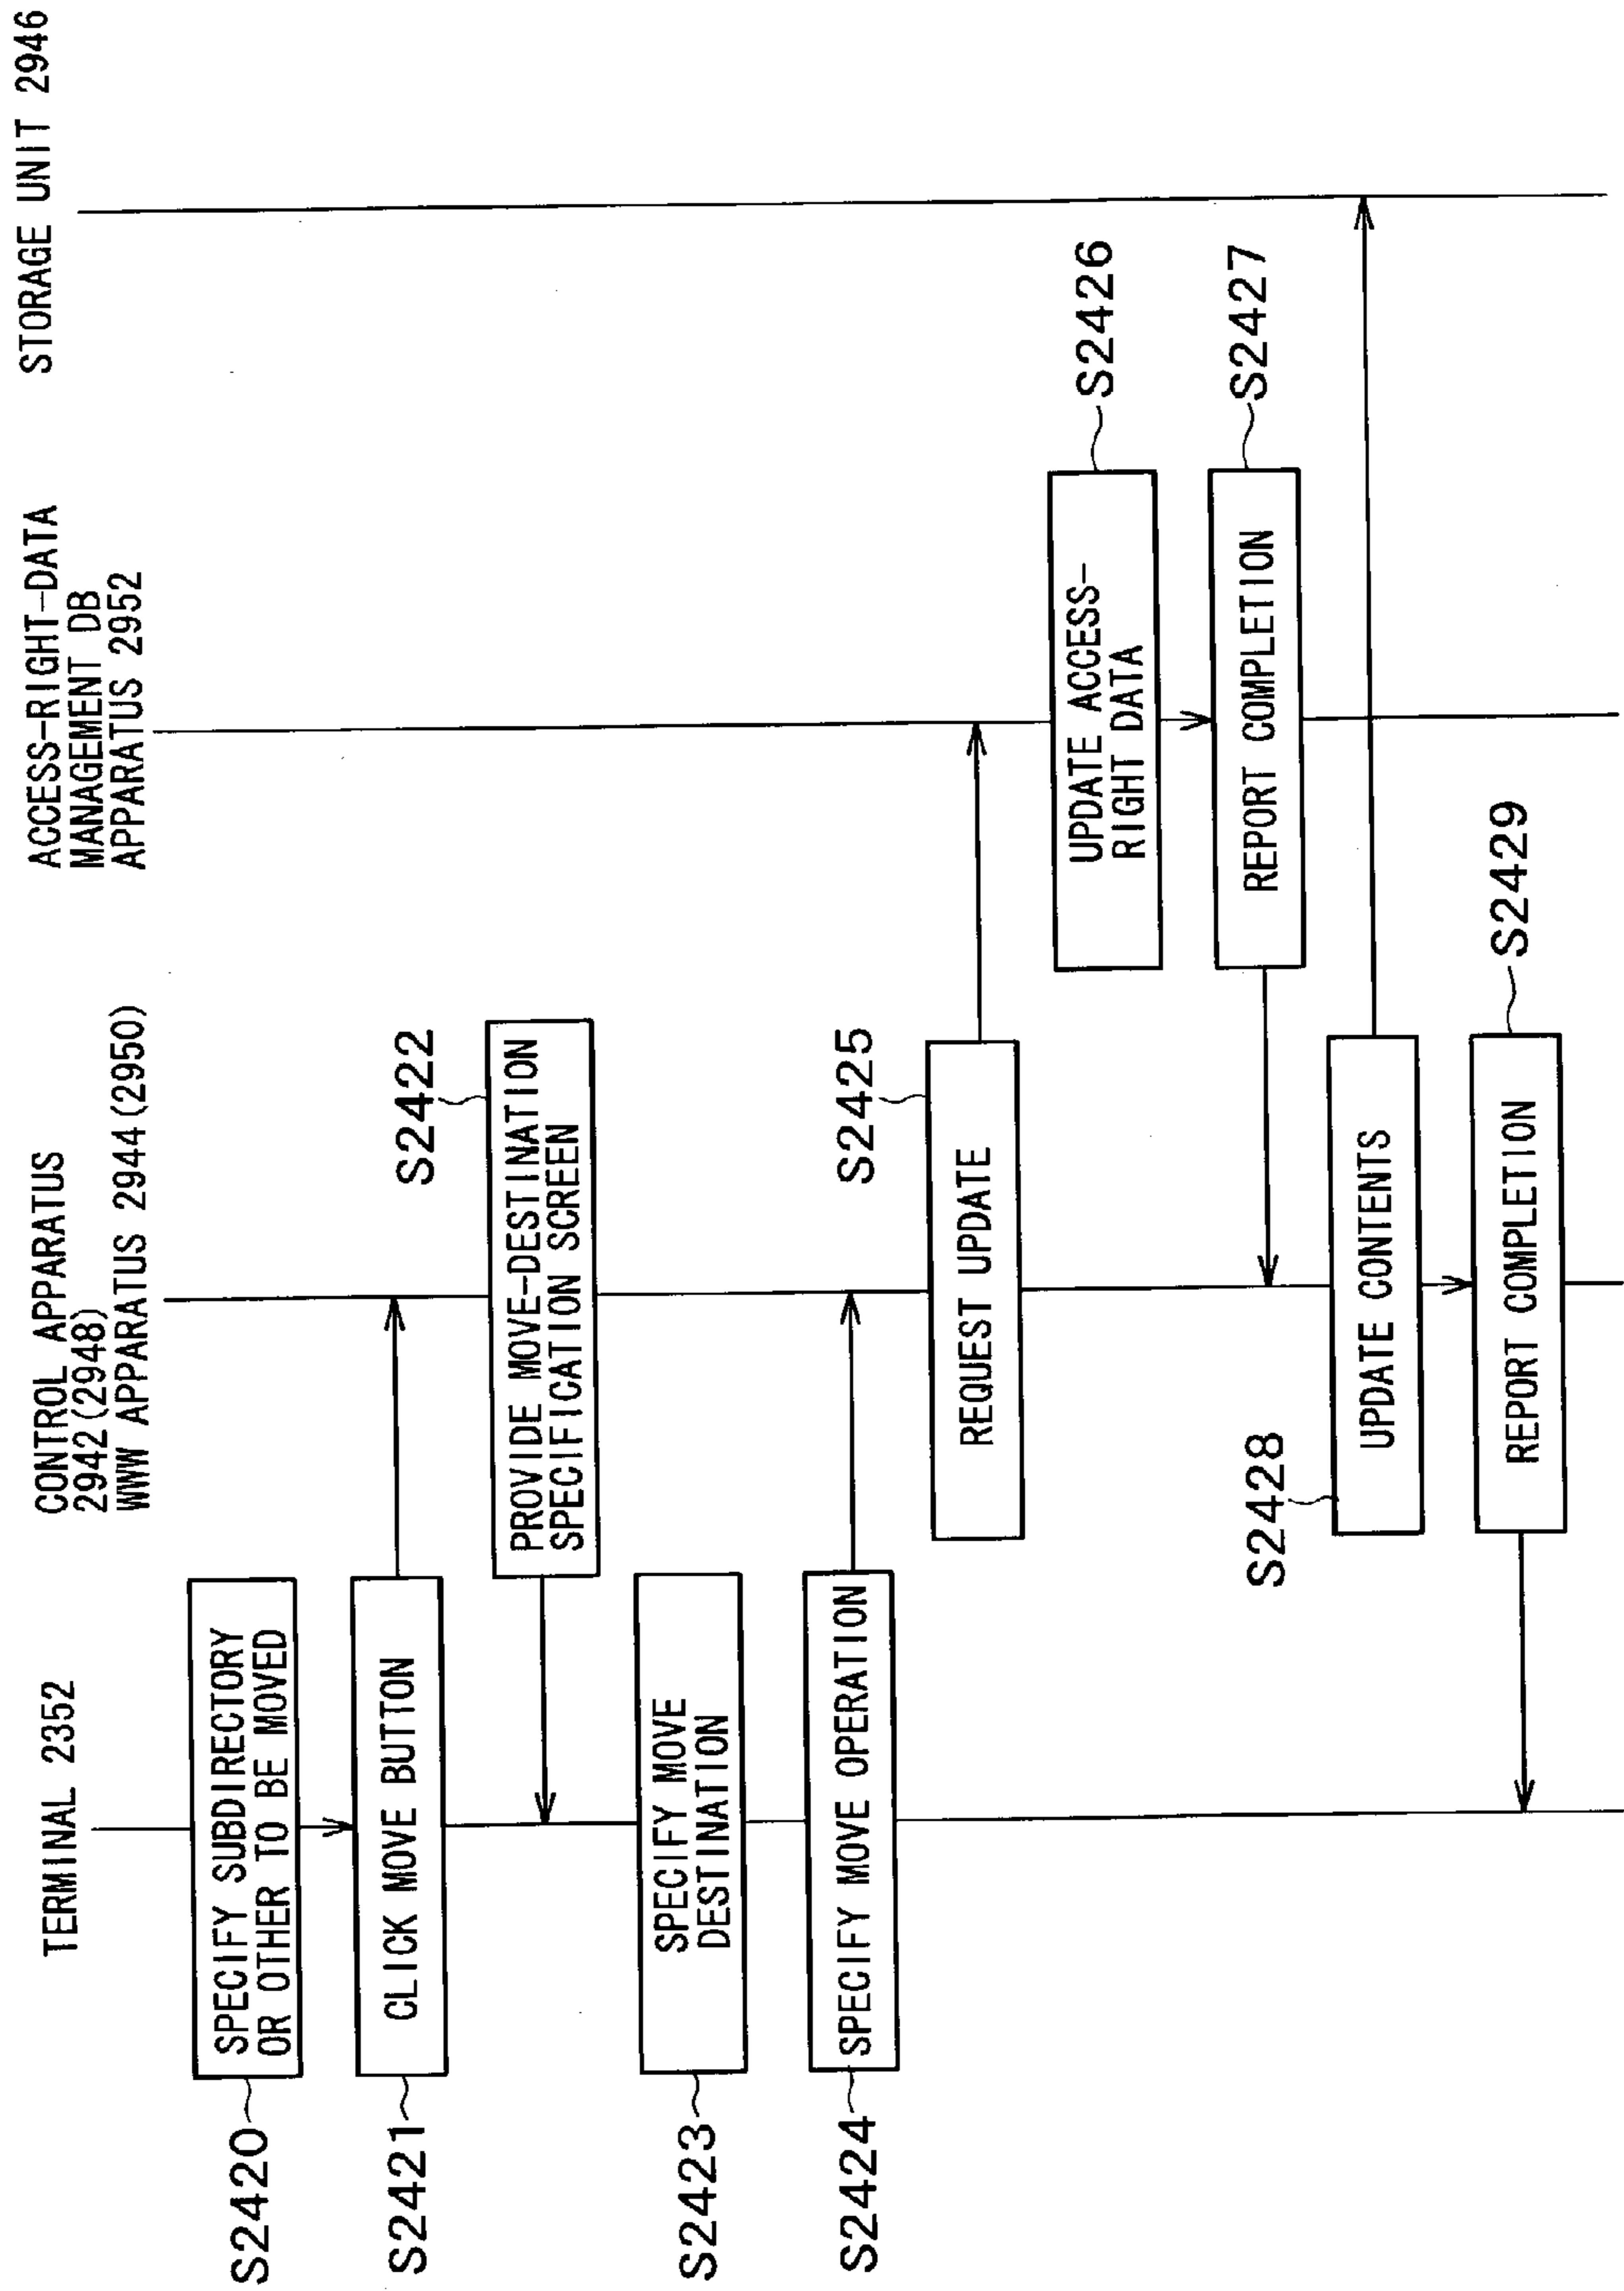 TERMINAL 2352
CONTROL APPARATUS
2942(2948)
WWW APPARATUS 2944(2950)
ACCESS-RIGHT-DATA
MANAGEMENT DB
APPARATUS 2952
STORAGE UNIT 2946
S2420
SPECIFY SUBDIRECTORY
OR OTHER TO BE MOVED
S2421
CLICK MOVE BUTTON
S2422
PROVIDE MOVE-DESTINATION
SPECIFICATION SCREEN
S2423
SPECIFY MOVE
DESTINATION
S2424
SPECIFY MOVE OPERATION
S2425
REQUEST UPDATE
S2426
UPDATE ACCESS-
RIGHT DATA
S2427
REPORT COMPLETION
S2428
UPDATE CONTENTS
S2429
REPORT COMPLETION